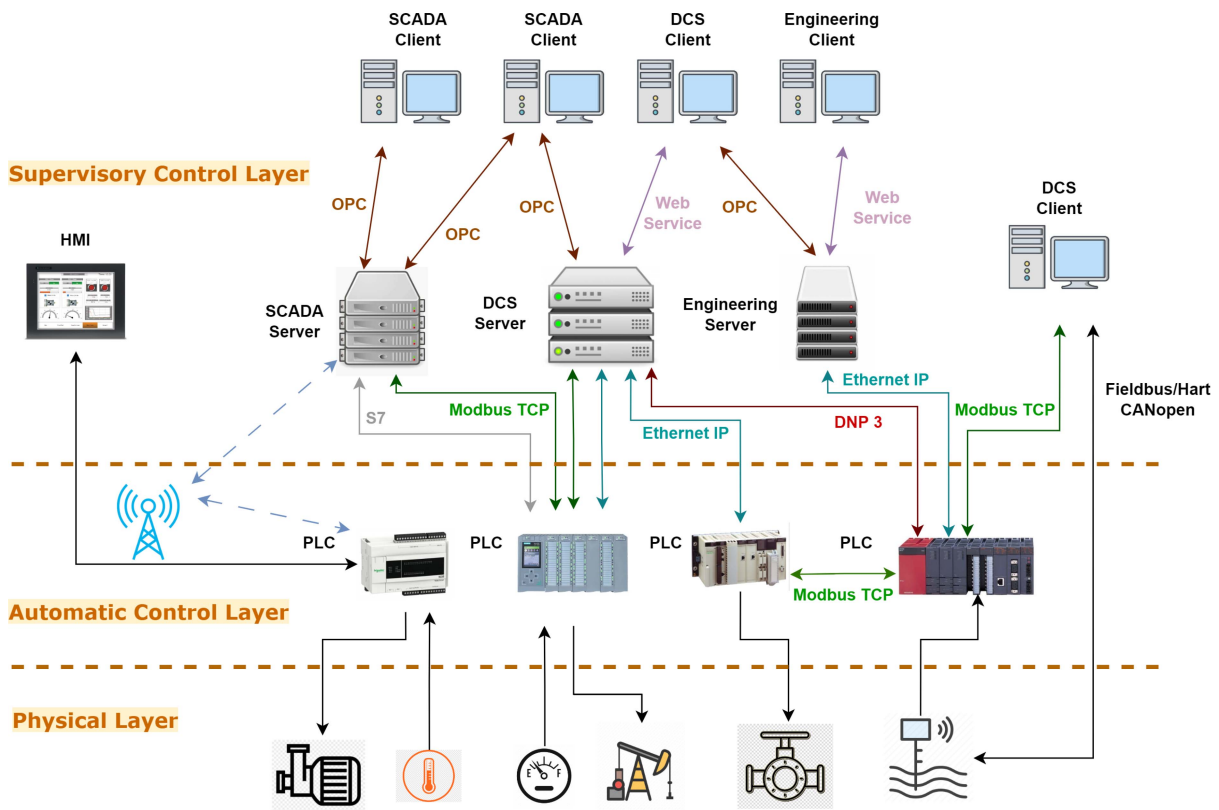 SCADA
Client
SCADA
Client
DCS
Client
Engineering
Client
Supervisory Control Layer
DCS
Client
OPC
OPC
OPC
Web
Service
OPC
Web
Service
HMI
SCADA
Server
DCS
Server
Engineering
Server
Ethernet IP
Fieldbus/Hart
CANopen
S7
Modbus TCP
Ethernet IP
DNP 3
Modbus TCP
PLC
PLC
PLC
PLC
Modbus TCP
Automatic Control Layer
Physical Layer
E
F